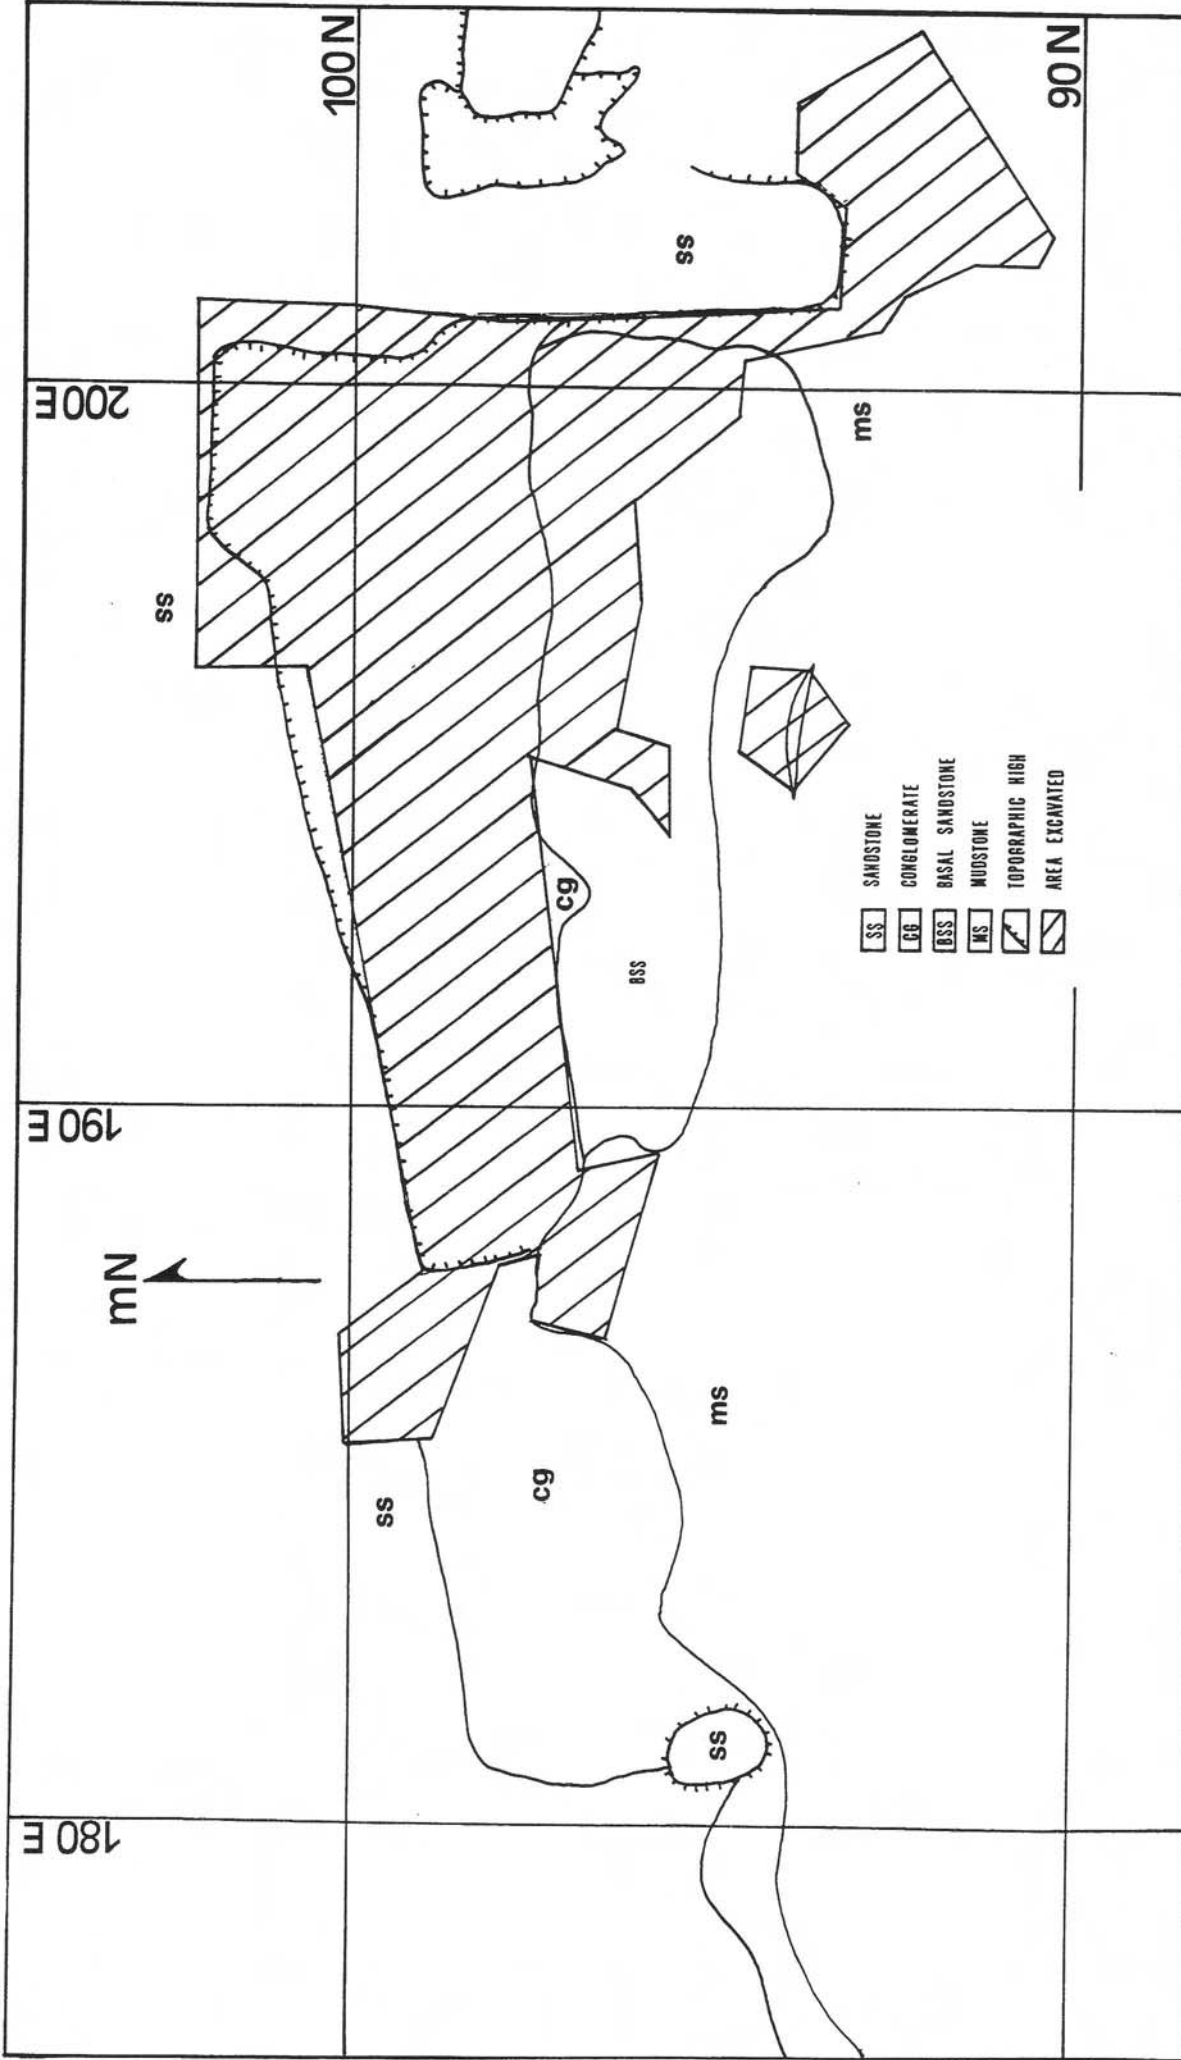 180 E
190 E
200 E
mN
100 N
90 N
ss
ss
ss
ss
cg
cg
BSS
ms
ms
SS SANDSTONE
CG CONGLOMERATE
BSS BASAL SANDSTONE
MS MUDSTONE
TOPOGRAPHIC HIGH
AREA EXCAVATED